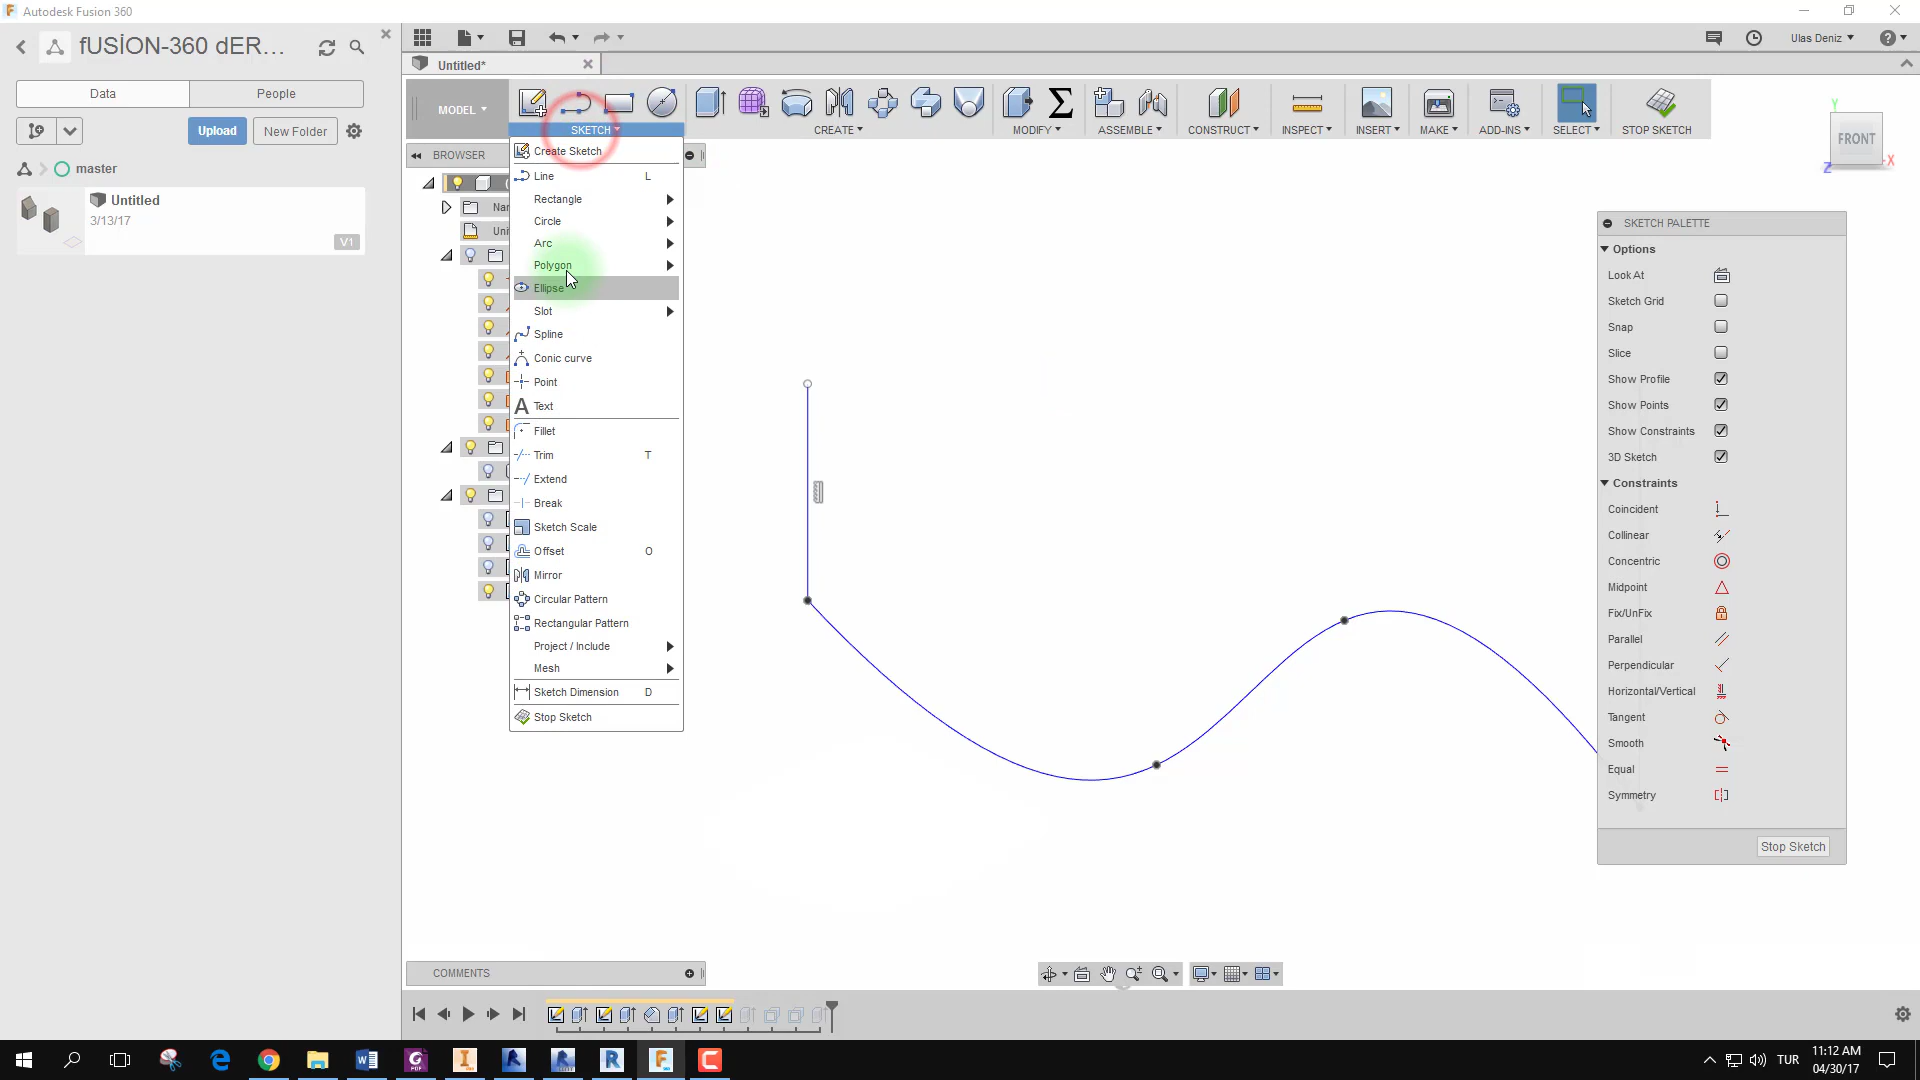 Autodesk Fusion 360
fUSİON-360 dER...
Data
People
Upload
New Folder
master
Untitled
3/13/17
V1
Untitled*
Ulas Deniz
MODEL
SKETCH
CREATE
MODIFY
ASSEMBLE
CONSTRUCT
INSPECT
INSERT
MAKE
ADD-INS
SELECT
STOP SKETCH
BROWSER
Create Sketch
Line L
Rectangle
Circle
Arc
Polygon
Ellipse
Slot
Spline
Conic curve
Point
Text
Fillet
Trim T
Extend
Break
Sketch Scale
Offset O
Mirror
Circular Pattern
Rectangular Pattern
Project / Include
Mesh
Sketch Dimension D
Stop Sketch
Y
FRONT
X
Z
SKETCH PALETTE
Options
Look At
Sketch Grid
Snap
Slice
Show Profile
Show Points
Show Constraints
3D Sketch
Constraints
Coincident
Collinear
Concentric
Midpoint
Fix/UnFix
Parallel
Perpendicular
Horizontal/Vertical
Tangent
Smooth
Equal
Symmetry
Stop Sketch
COMMENTS
TUR
11:12 AM
04/30/17